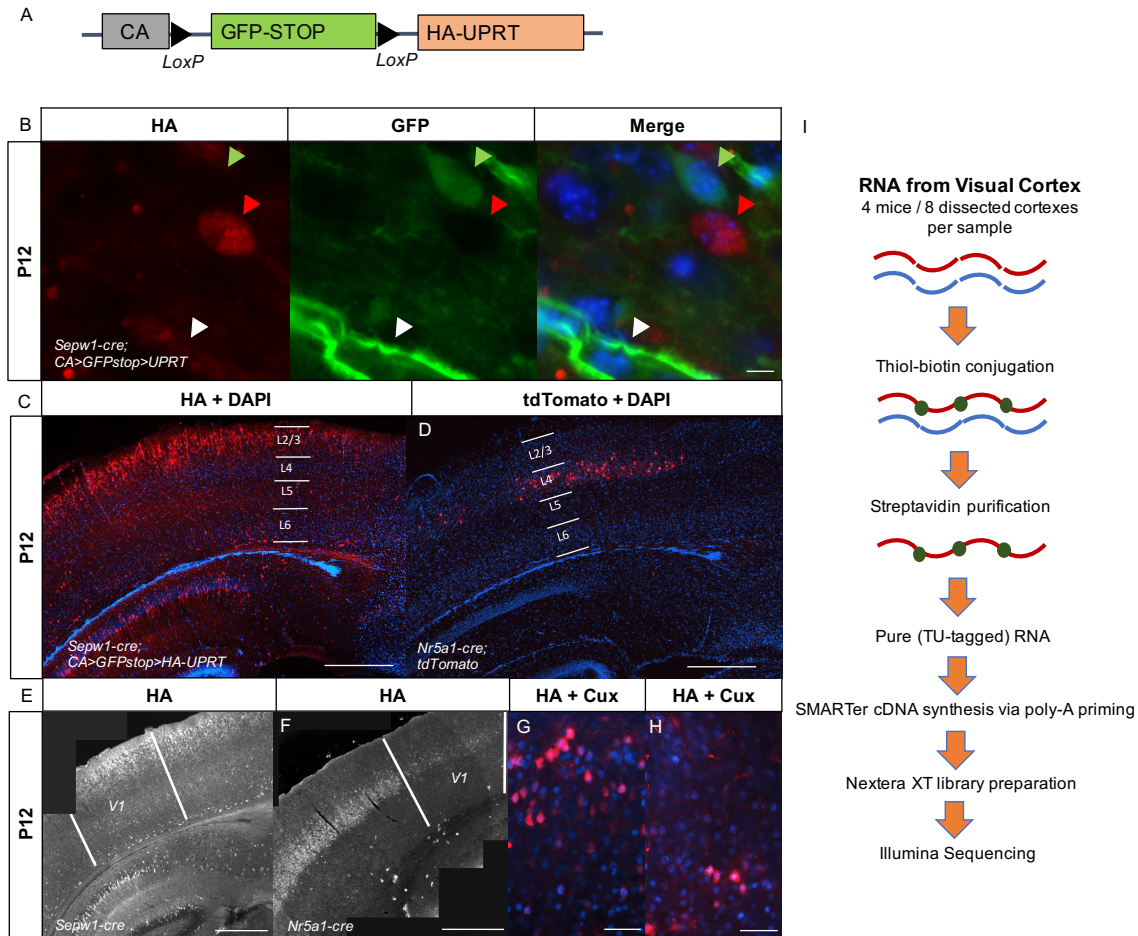 A
CA
GFP-STOP
HA-UPRT
LoxP
LoxP
B
HA
GFP
Merge
P12
Sepw1-cre;
CA>GFPstop>UPRT
C
HA + DAPI
tdTomato + DAPI
D
P12
L2/3
L4
L5
L6
L2/3
L4
L5
L6
Sepw1-cre;
CA>GFPstop>HA-UPRT
Nr5a1-cre;
tdTomato
E
HA
HA
HA + Cux
HA + Cux
F
G
H
P12
V1
V1
Sepw1-cre
Nr5a1-cre
I
RNA from Visual Cortex
4 mice / 8 dissected cortexes
per sample
Thiol-biotin conjugation
Streptavidin purification
Pure (TU-tagged) RNA
SMARTer cDNA synthesis via poly-A priming
Nextera XT library preparation
Illumina Sequencing